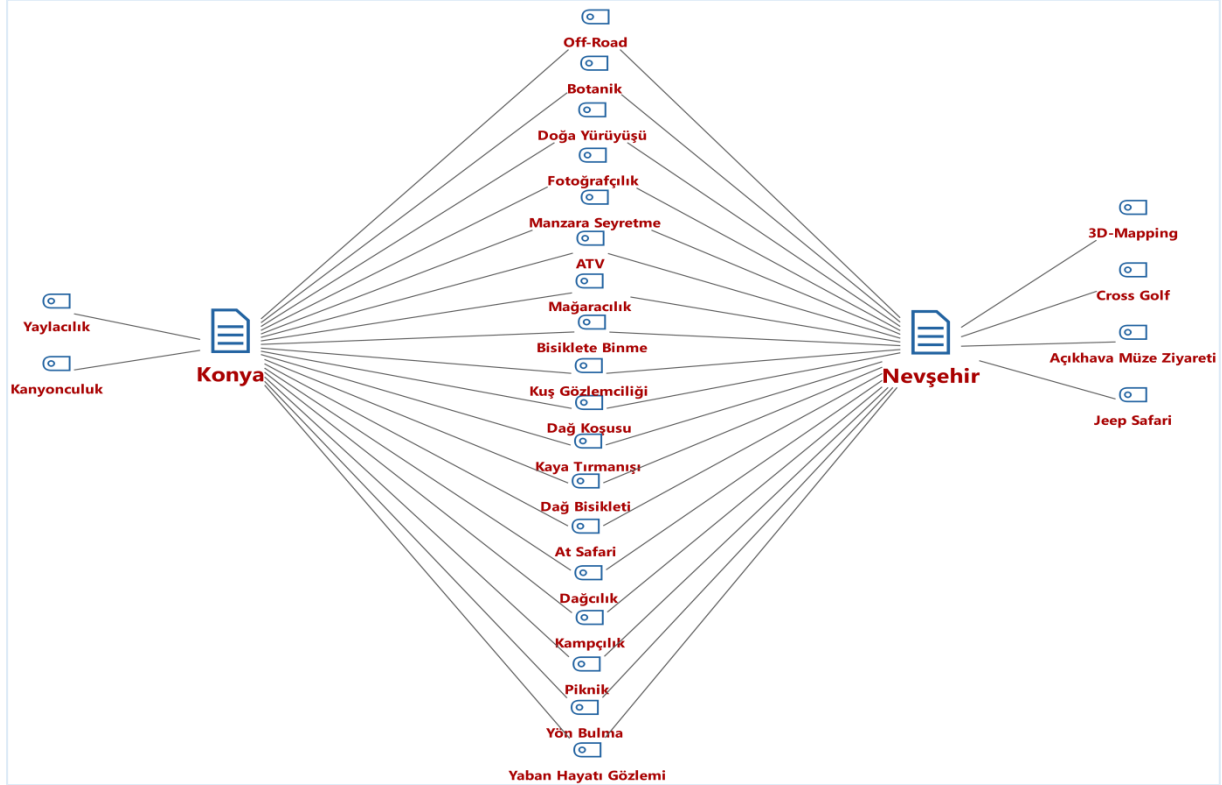 Off-Road
Botanik
Doğa Yürüyüşü
Fotoğrafçılık
Manzara Seyretme
ATV
Mağaracılık
Bisiklete Binme
Kuş Gözlemciliği
Dağ Koşusu
Kaya Tırmanışı
Dağ Bisikleti
At Safari
Dağcılık
Kampçılık
Piknik
Yön Bulma
Yaban Hayatı Gözlemi
Yaylacılık
Kanyonculuk
Konya
Nevşehir
3D-Mapping
Cross Golf
Açıkhava Müze Ziyareti
Jeep Safari